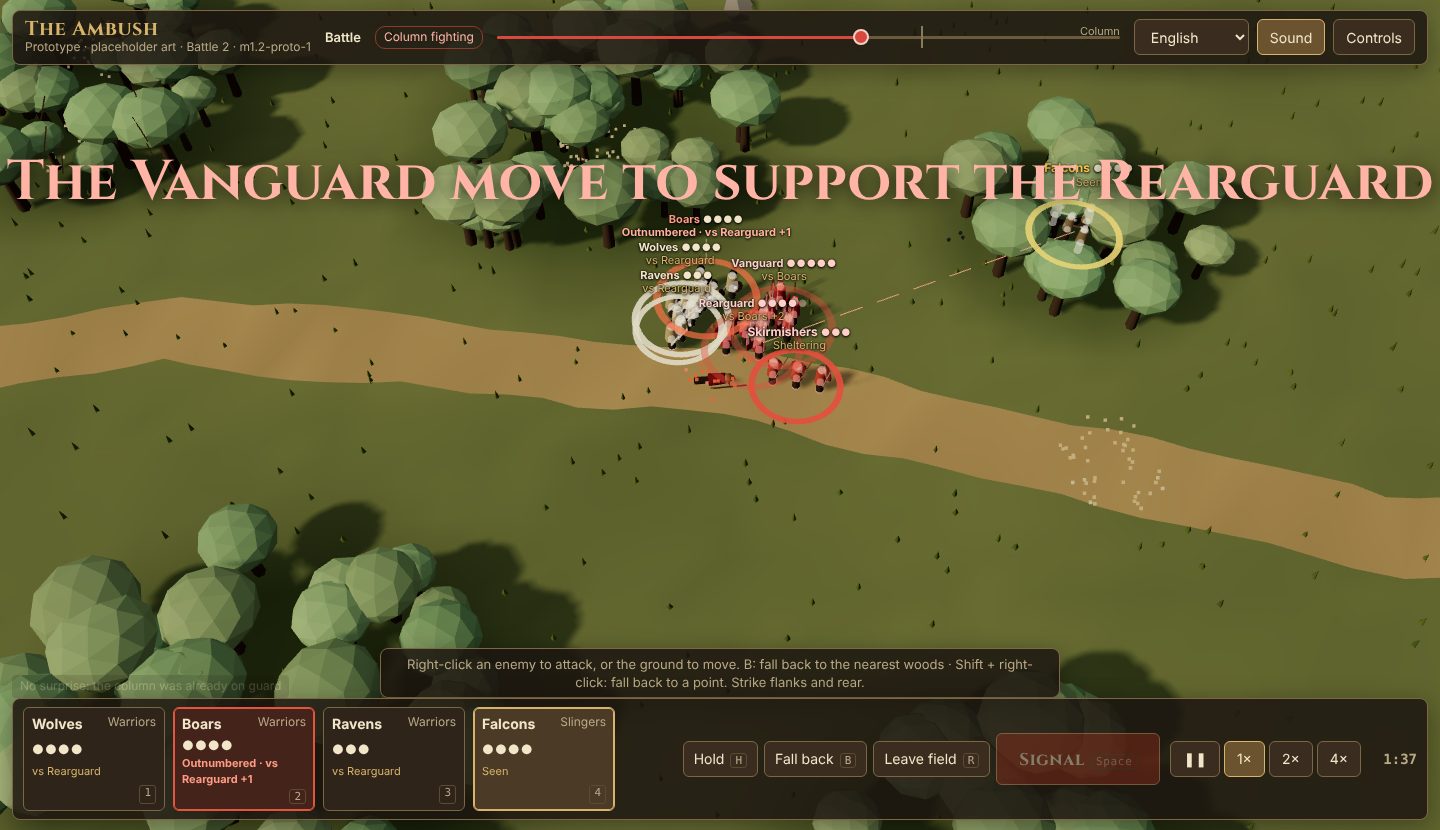 The Ambush
Prototype · placeholder art · Battle 2 · m1.2-proto-1
Battle
Column fighting
Column
English
Sound
Controls
The Vanguard move to support the Rearguard
Falcons
Seen
Boars
Outnumbered · vs Rearguard +1
Wolves
vs Rearguard
Vanguard
vs Boars
Ravens
vs Rearguard
Rearguard
vs Boars +2
Skirmishers
Sheltering
Right-click an enemy to attack, or the ground to move. B: fall back to the nearest woods · Shift + right-
click: fall back to a point. Strike flanks and rear.
No surprise: the column was already on guard
Wolves Warriors
vs Rearguard
1
Boars Warriors
Outnumbered · vs
Rearguard +1
2
Ravens Warriors
vs Rearguard
3
Falcons Slingers
Seen
4
Hold H
Fall back B
Leave field R
Signal Space
1×
2×
4×
1:37